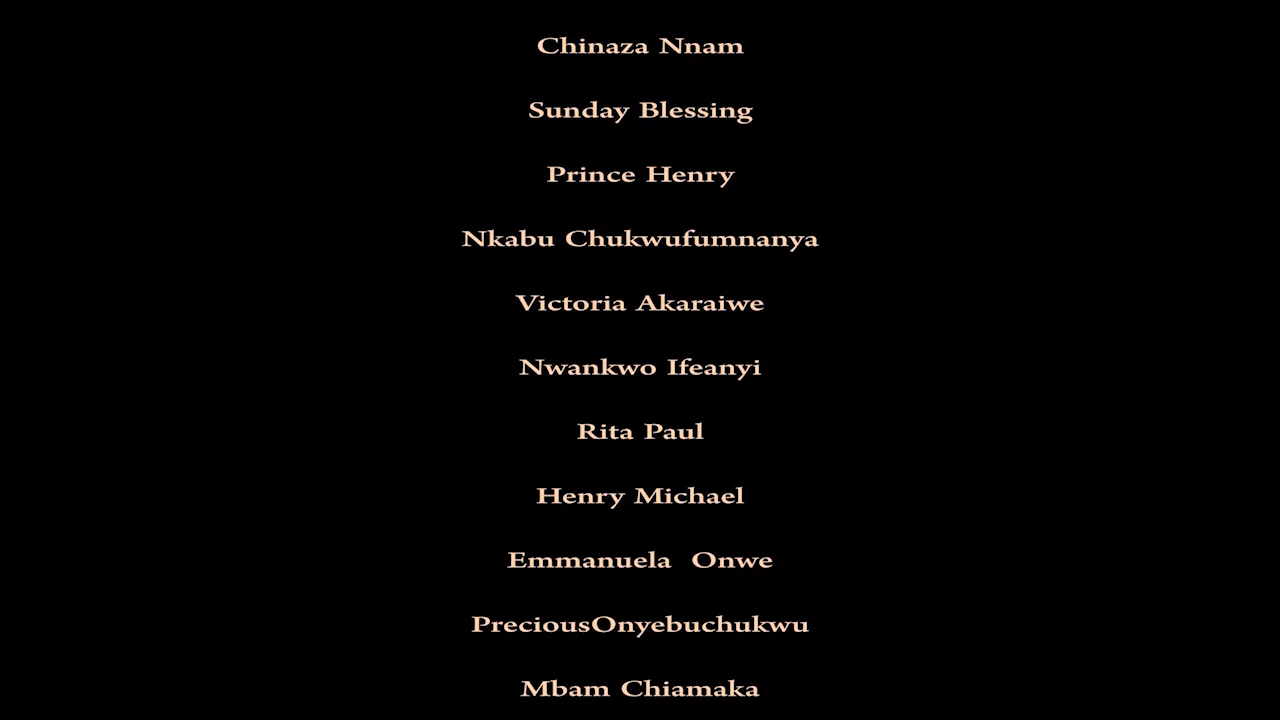 Chinaza Nnam
Sunday Blessing
Prince Henry
Nkabu Chukwufumnanya
Victoria Akaraiwe
Nwankwo Ifeanyi
Rita Paul
Henry Michael
Emmanuela  Onwe
PreciousOnyebuchukwu
Mbam Chiamaka